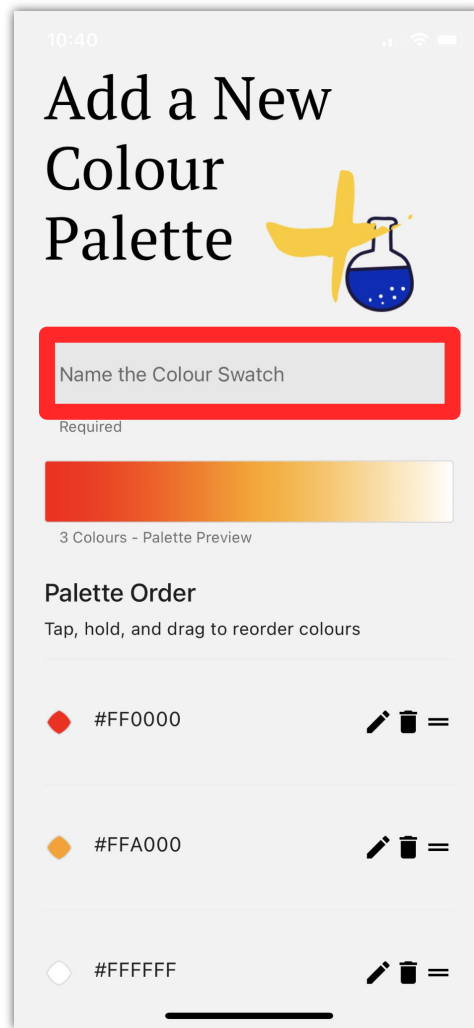 10:40
Add a New
Colour
Palette
Name the Colour Swatch
Required
3 Colours - Palette Preview
Palette Order
Tap, hold, and drag to reorder colours
#FF0000
#FFA000
#FFFFFF